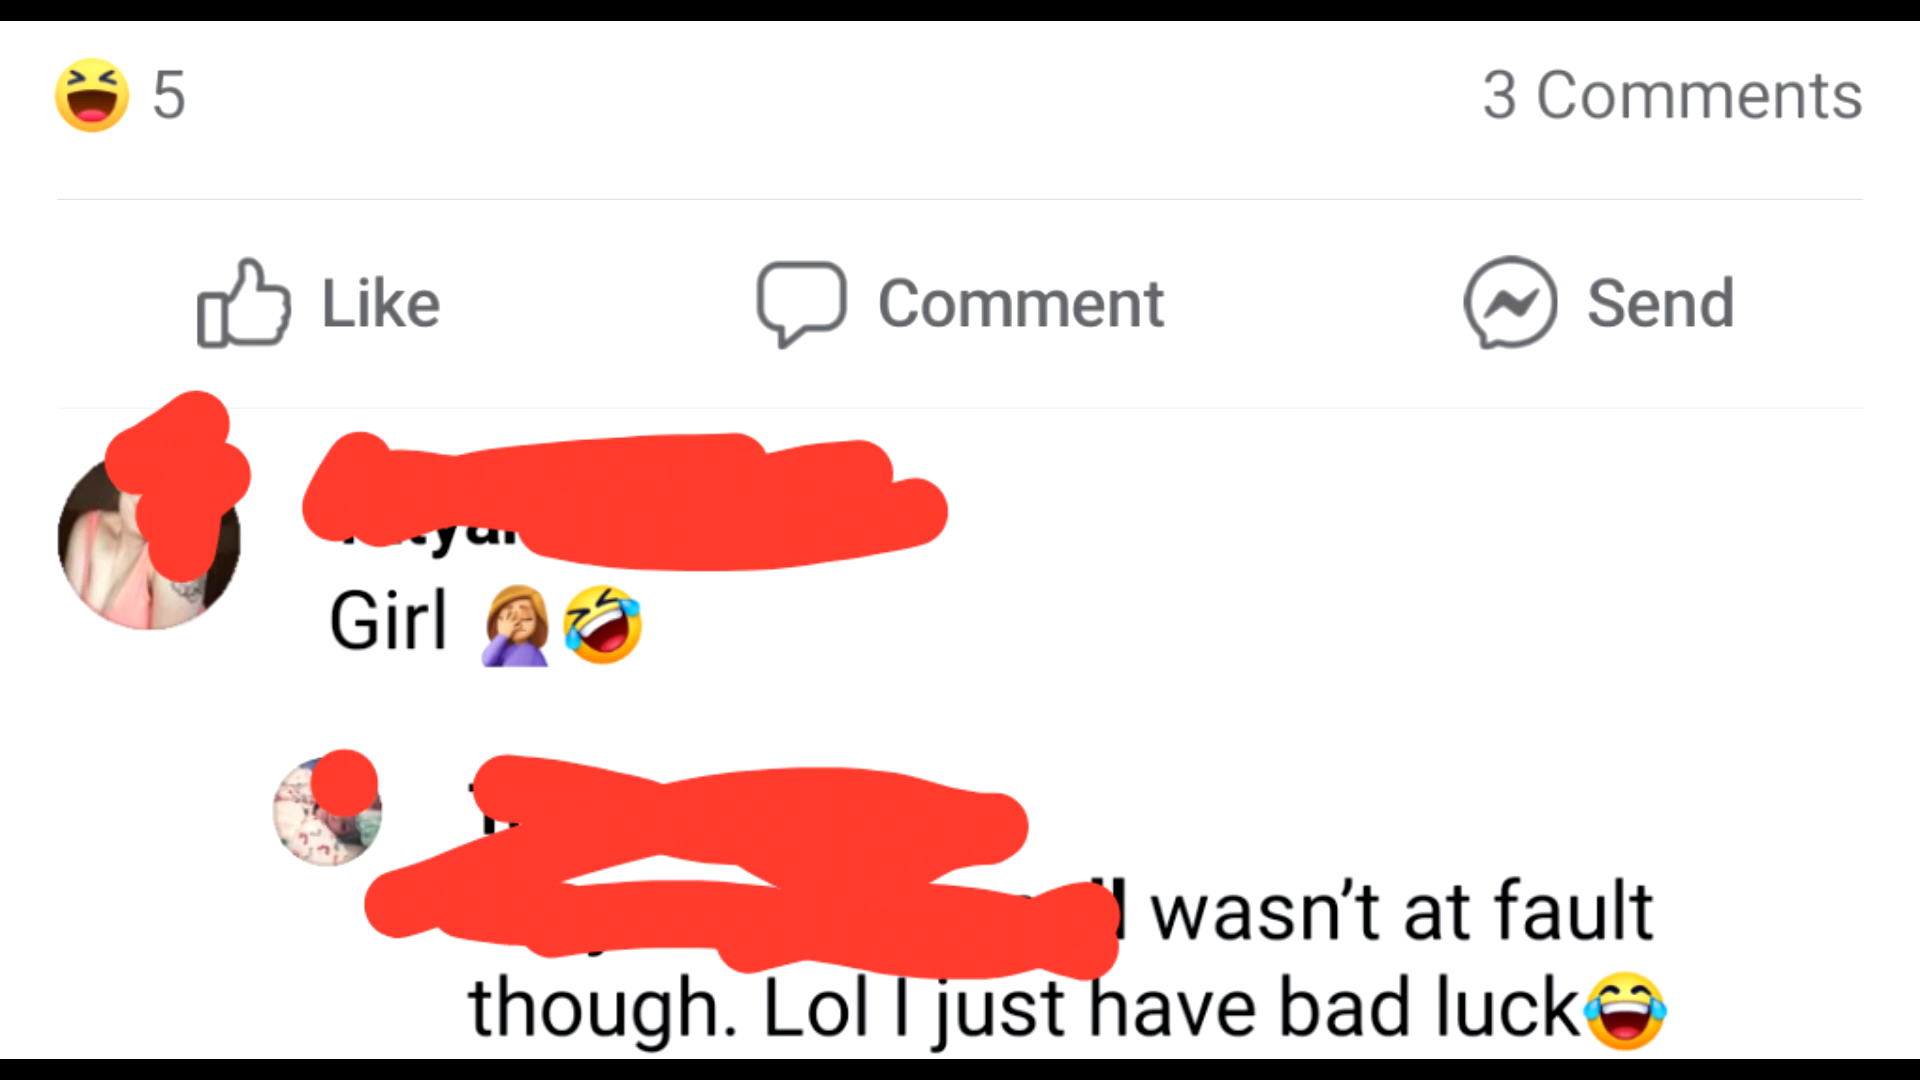 😆 5 3 Comments
Like Comment Send
Girl 🤦🏼‍♀️🤣
wasn't at fault
though. Lol I just have bad luck😂